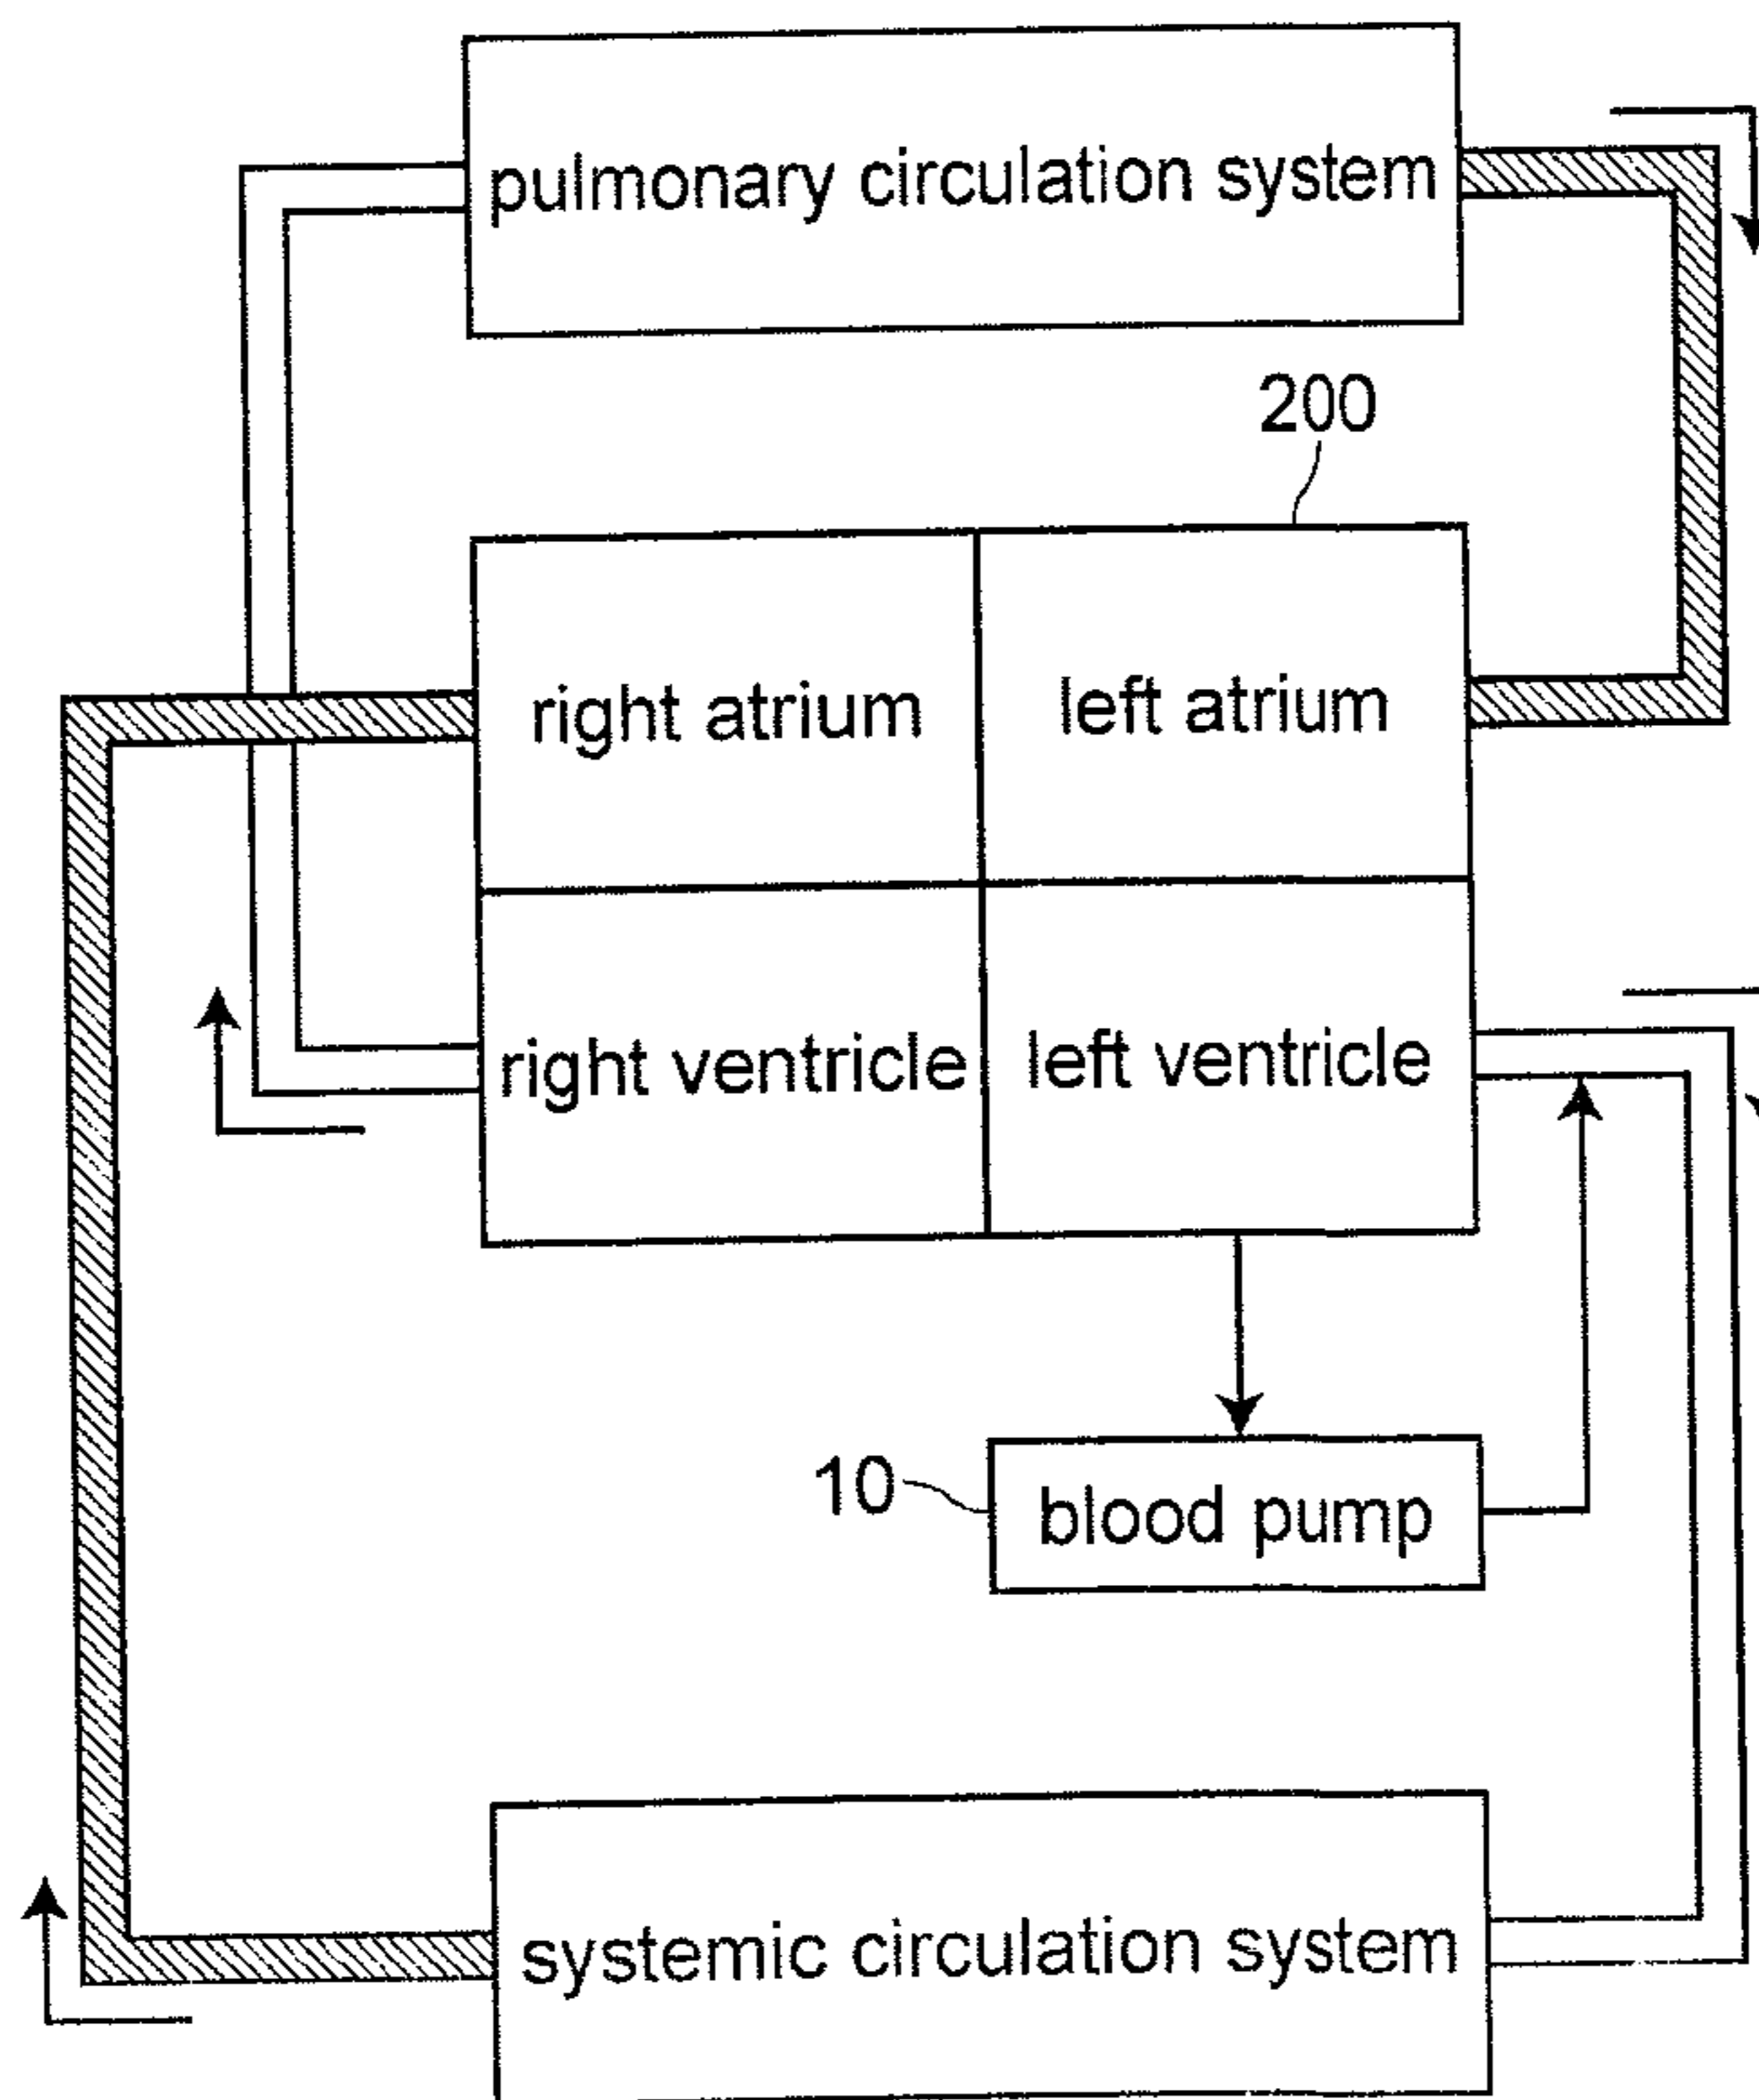 pulmonary circulation system
200
right atrium
left atrium
right ventricle
left ventricle
10
blood pump
systemic circulation system